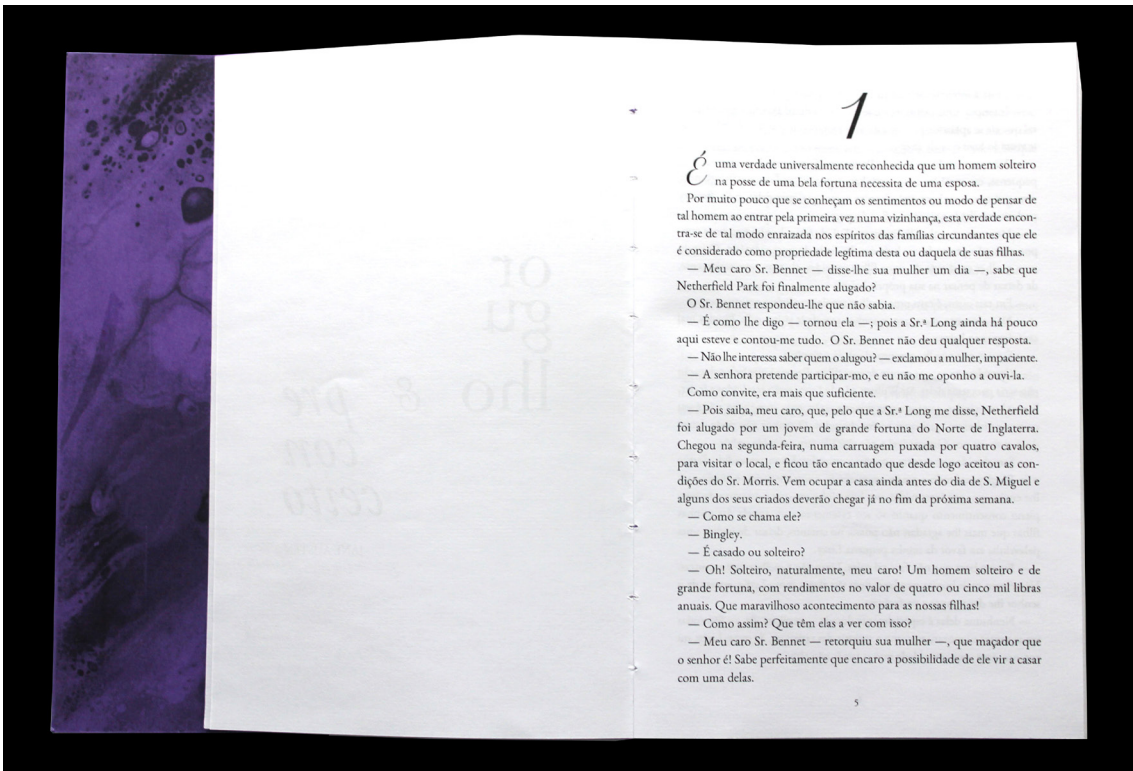 or
gu
lho
& pre
con
ceito
1
É uma verdade universalmente reconhecida que um homem solteiro
na posse de uma bela fortuna necessita de uma esposa.
Por muito pouco que se conheçam os sentimentos ou modo de pensar de
tal homem ao entrar pela primeira vez numa vizinhança, esta verdade encon-
tra-se de tal modo enraizada nos espíritos das famílias circundantes que ele
é considerado como propriedade legítima desta ou daquela de suas filhas.
— Meu caro Sr. Bennet — disse-lhe sua mulher um dia —, sabe que
Netherfield Park foi finalmente alugado?
O Sr. Bennet respondeu-lhe que não sabia.
— É como lhe digo — tornou ela —; pois a Sr.ª Long ainda há pouco
aqui esteve e contou-me tudo. O Sr. Bennet não deu qualquer resposta.
— Não lhe interessa saber quem o alugou? — exclamou a mulher, impaciente.
— A senhora pretende participar-mo, e eu não me oponho a ouvi-la.
Como convite, era mais que suficiente.
— Pois saiba, meu caro, que, pelo que a Sr.ª Long me disse, Netherfield
foi alugado por um jovem de grande fortuna do Norte de Inglaterra.
Chegou na segunda-feira, numa carruagem puxada por quatro cavalos,
para visitar o local, e ficou tão encantado que desde logo aceitou as con-
dições do Sr. Morris. Vem ocupar a casa ainda antes do dia de S. Miguel e
alguns dos seus criados deverão chegar já no fim da próxima semana.
— Como se chama ele?
— Bingley.
— É casado ou solteiro?
— Oh! Solteiro, naturalmente, meu caro! Um homem solteiro e de
grande fortuna, com rendimentos no valor de quatro ou cinco mil libras
anuais. Que maravilhoso acontecimento para as nossas filhas!
— Como assim? Que têm elas a ver com isso?
— Meu caro Sr. Bennet — retorquiu sua mulher —, que maçador que
o senhor é! Sabe perfeitamente que encaro a possibilidade de ele vir a casar
com uma delas.
5